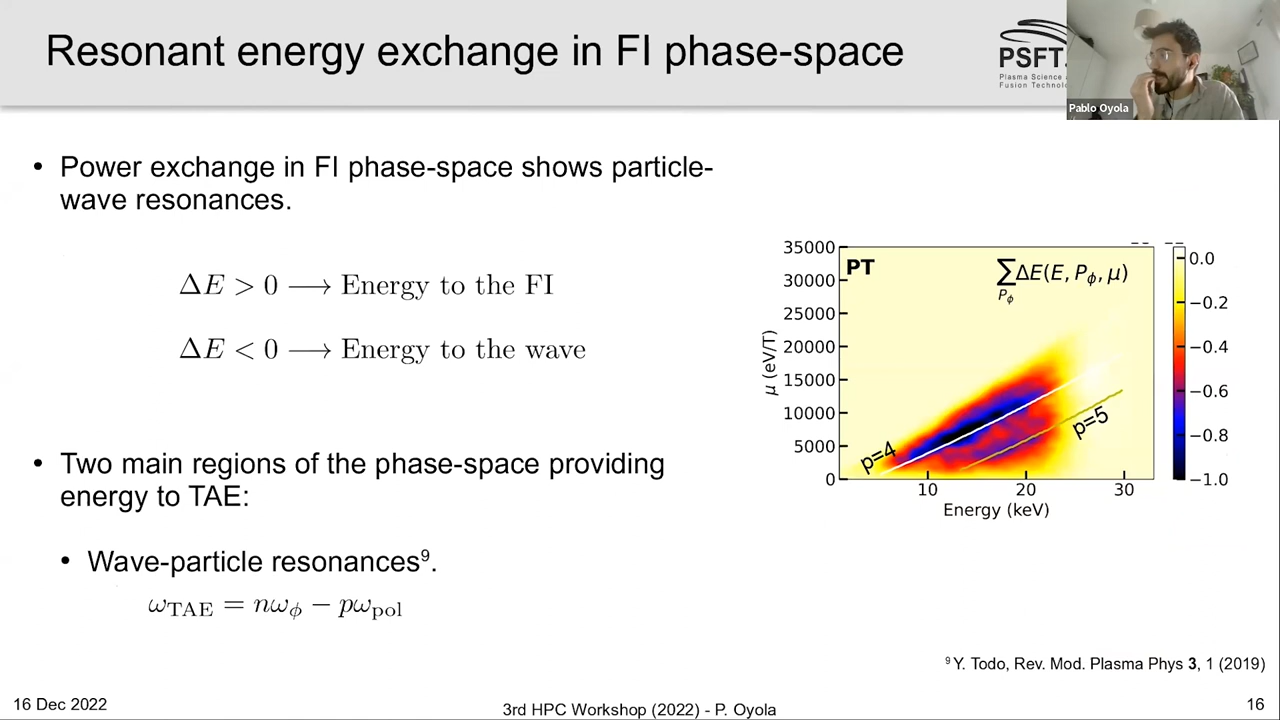 Resonant energy exchange in FI phase-space
PSFT
Plasma Science
Fusion Technolo
Pablo Oyola
• Power exchange in FI phase-space shows particle-
wave resonances.
ΔE > 0 ⟶ Energy to the FI
ΔE < 0 ⟶ Energy to the wave
• Two main regions of the phase-space providing
energy to TAE:
• Wave-particle resonances⁹.
ω_TAE = nω_ϕ − pω_pol
PT
∑_{P_ϕ} ΔE(E, P_ϕ, μ)
35000
30000
25000
20000
15000
10000
5000
0
μ (eV/T)
p=4
p=5
10 20 30
Energy (keV)
0.0
−0.2
−0.4
−0.6
−0.8
−1.0
⁹ Y. Todo, Rev. Mod. Plasma Phys 3, 1 (2019)
16 Dec 2022
3rd HPC Workshop (2022) - P. Oyola
16